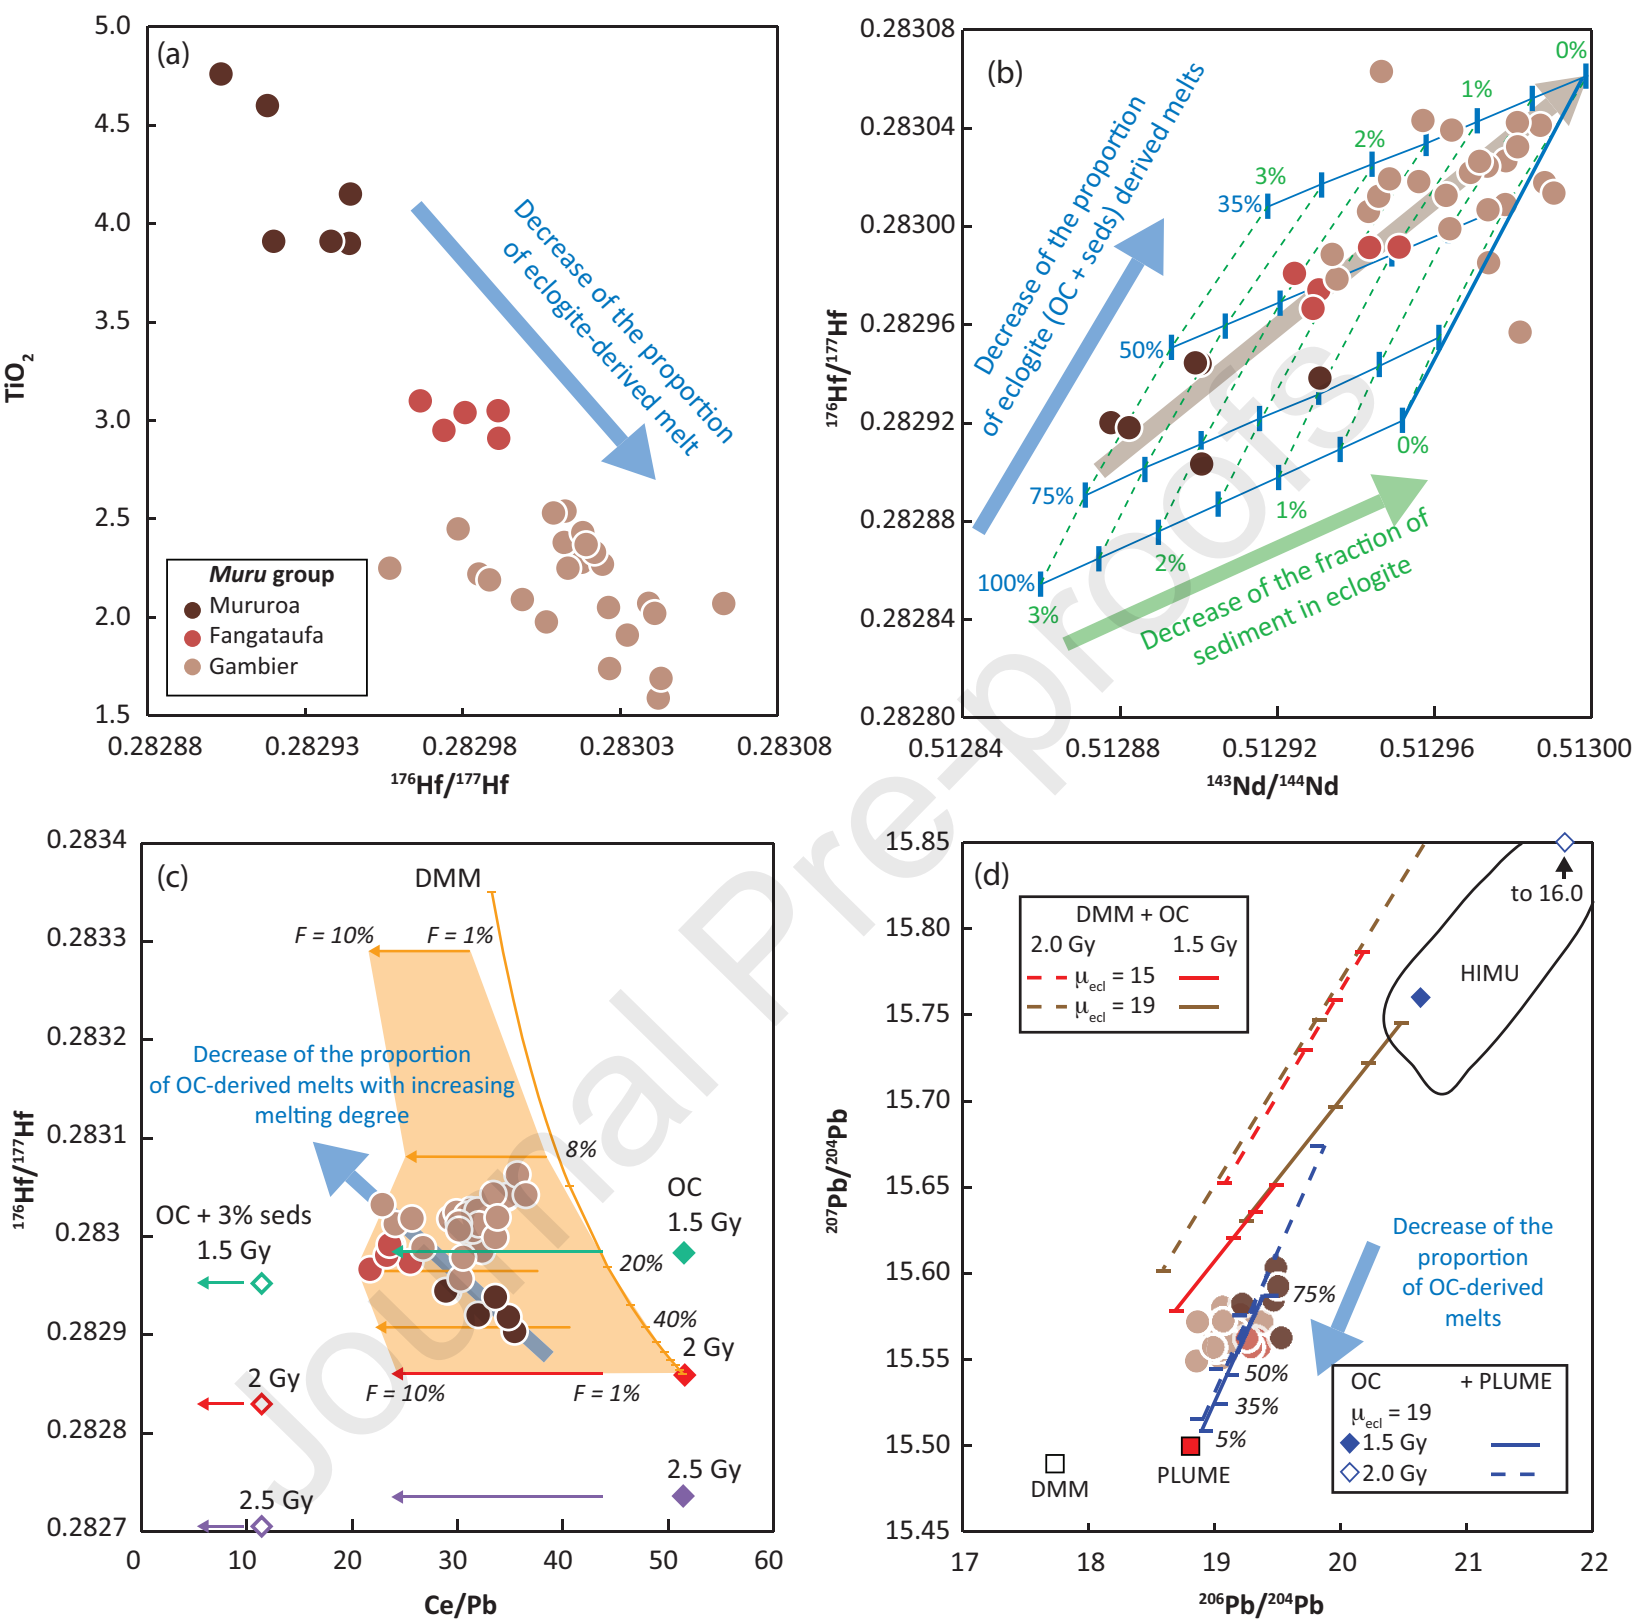 (a)
5.0
4.5
4.0
3.5
3.0
2.5
2.0
1.5
TiO2
Decrease of the proportion
of eclogite-derived melt
Muru group
Mururoa
Fangataufa
Gambier
0.28288
0.28293
0.28298
0.28303
0.28308
176Hf/177Hf
(b)
0.28308
0.28304
0.28300
0.28296
0.28292
0.28288
0.28284
0.28280
176Hf/177Hf
Decrease of the proportion
of eclogite (OC + seds) derived melts
0%
1%
2%
3%
35%
50%
75%
100%
0%
1%
2%
3%
Decrease of the fraction of
sediment in eclogite
0.51284
0.51288
0.51292
0.51296
0.51300
143Nd/144Nd
(c)
0.2834
0.2833
0.2832
0.2831
0.283
0.2829
0.2828
0.2827
176Hf/177Hf
DMM
F = 10%
F = 1%
Decrease of the proportion
of OC-derived melts with increasing
melting degree
8%
OC
1.5 Gy
OC + 3% seds
1.5 Gy
20%
40%
2 Gy
2 Gy
F = 10%
F = 1%
2.5 Gy
2.5 Gy
0
10
20
30
40
50
60
Ce/Pb
(d)
15.85
15.80
15.75
15.70
15.65
15.60
15.55
15.50
15.45
207Pb/204Pb
to 16.0
DMM + OC
2.0 Gy
1.5 Gy
μecl = 15
μecl = 19
HIMU
Decrease of the
proportion
of OC-derived
melts
75%
50%
35%
5%
PLUME
DMM
OC
+ PLUME
μecl = 19
1.5 Gy
2.0 Gy
17
18
19
20
21
22
206Pb/204Pb
Journal Pre-proofs